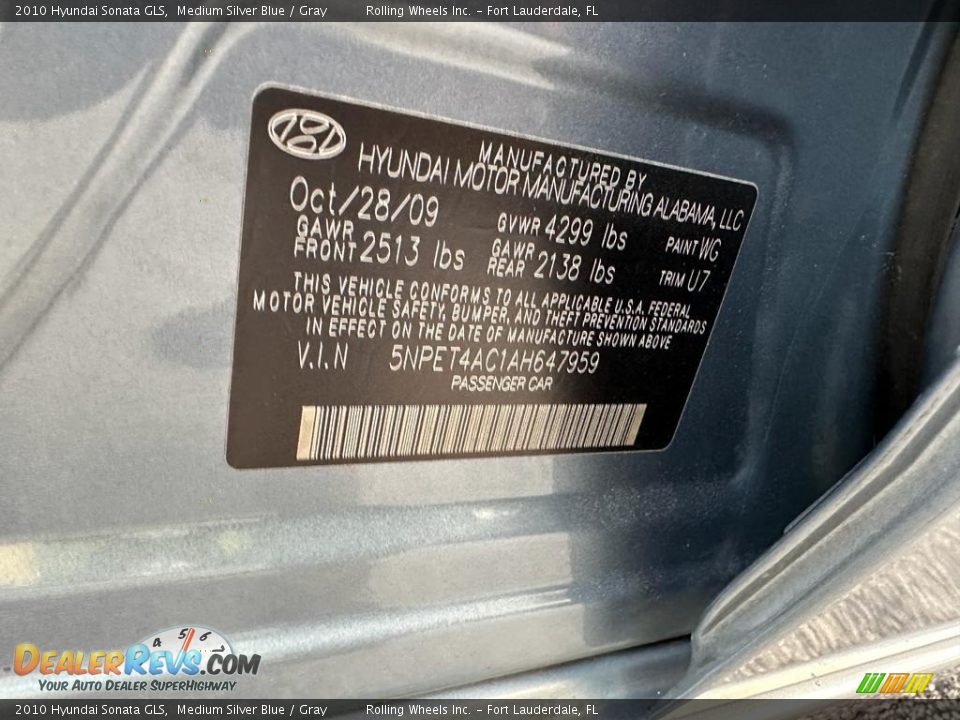 2010 Hyundai Sonata GLS, Medium Silver Blue / Gray Rolling Wheels Inc. - Fort Lauderdale, FL
MANUFACTURED BY
HYUNDAI MOTOR MANUFACTURING ALABAMA, LLC
Oct/28/09 GVWR 4299 lbs PAINT WG
GAWR FRONT 2513 lbs GAWR REAR 2138 lbs TRIM U7
THIS VEHICLE CONFORMS TO ALL APPLICABLE U.S.A. FEDERAL
MOTOR VEHICLE SAFETY, BUMPER, AND THEFT PREVENTION STANDARDS
IN EFFECT ON THE DATE OF MANUFACTURE SHOWN ABOVE
V.I.N 5NPET4AC1AH647959
PASSENGER CAR
4 5 6
DEALERREVS.COM
YOUR AUTO DEALER SUPERHIGHWAY
2010 Hyundai Sonata GLS, Medium Silver Blue / Gray Rolling Wheels Inc. - Fort Lauderdale, FL